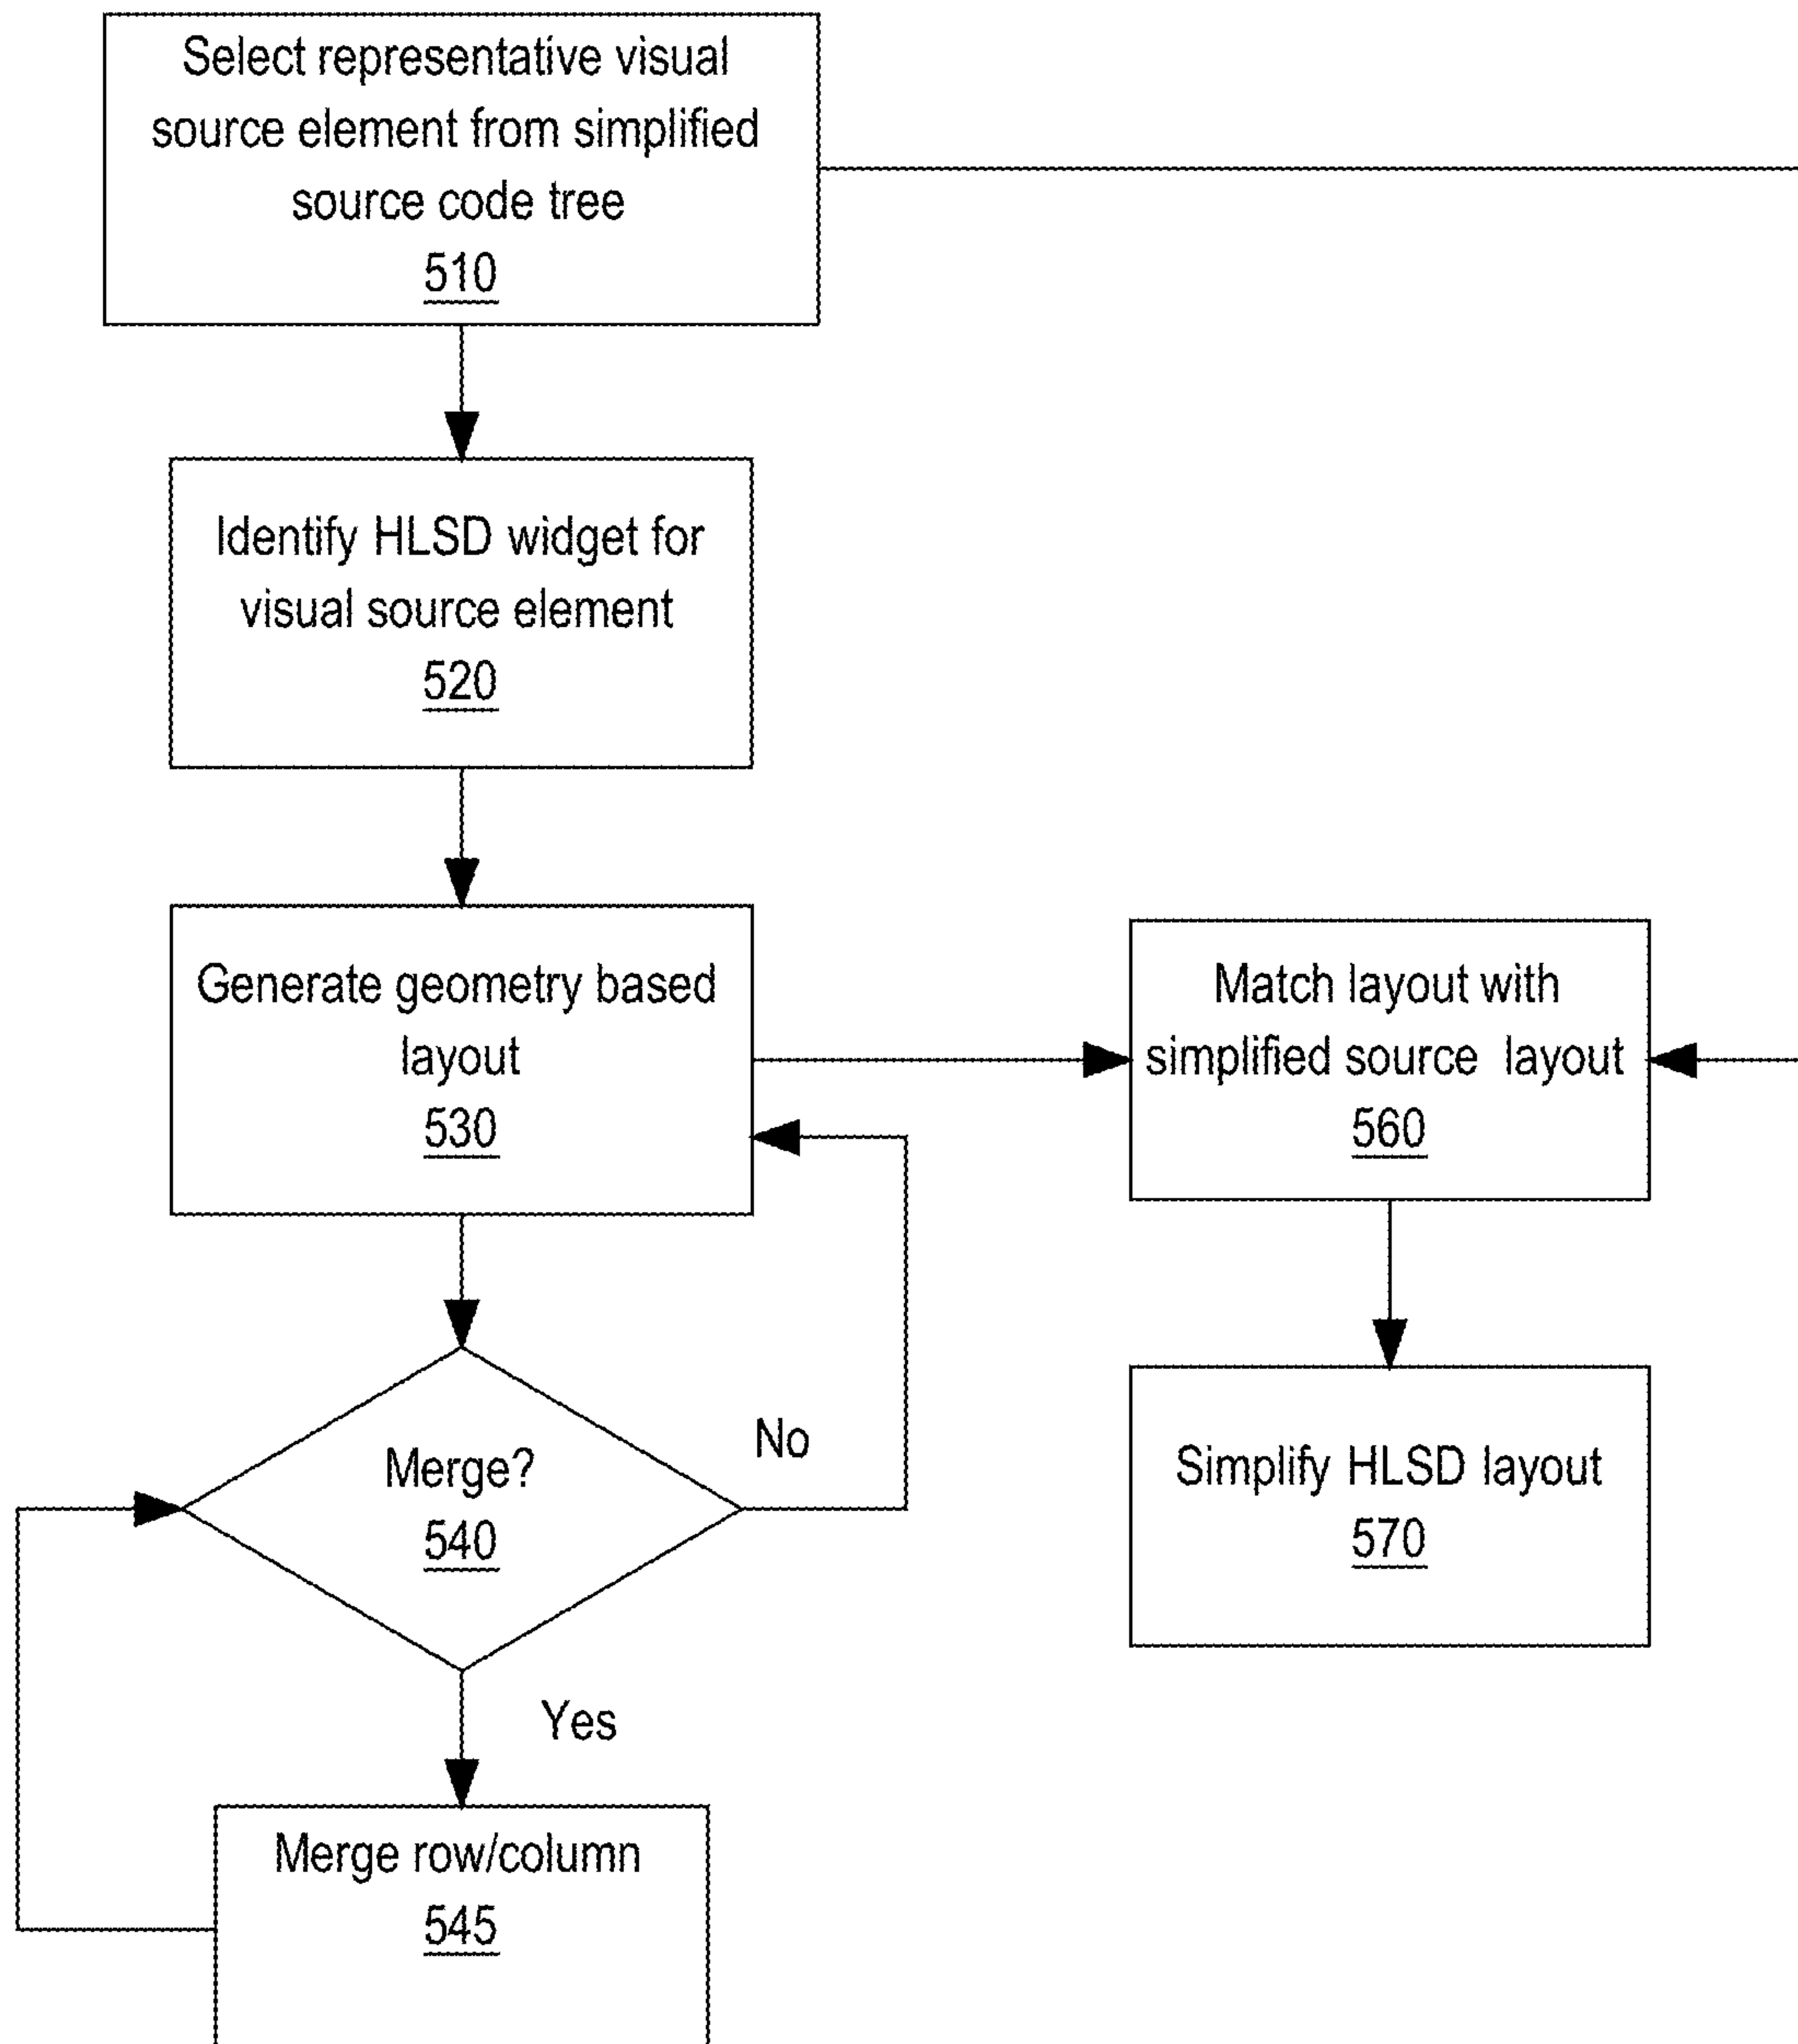 Select representative visual
source element from simplified
source code tree
510
Identify HLSD widget for
visual source element
520
Generate geometry based
layout
530
Match layout with
simplified source layout
560
Merge?
540
No
Simplify HLSD layout
570
Yes
Merge row/column
545